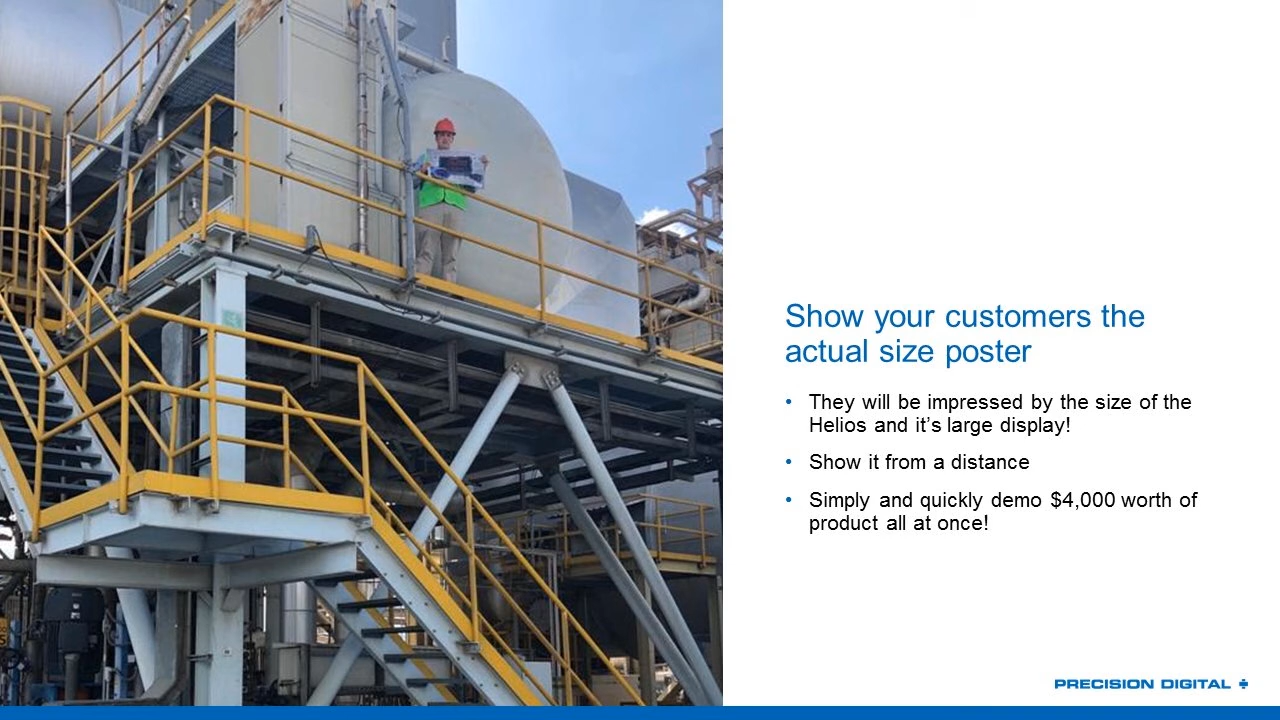 Show your customers the
actual size poster
• They will be impressed by the size of the
Helios and it’s large display!
• Show it from a distance
• Simply and quickly demo $4,000 worth of
product all at once!
PRECISION DIGITAL